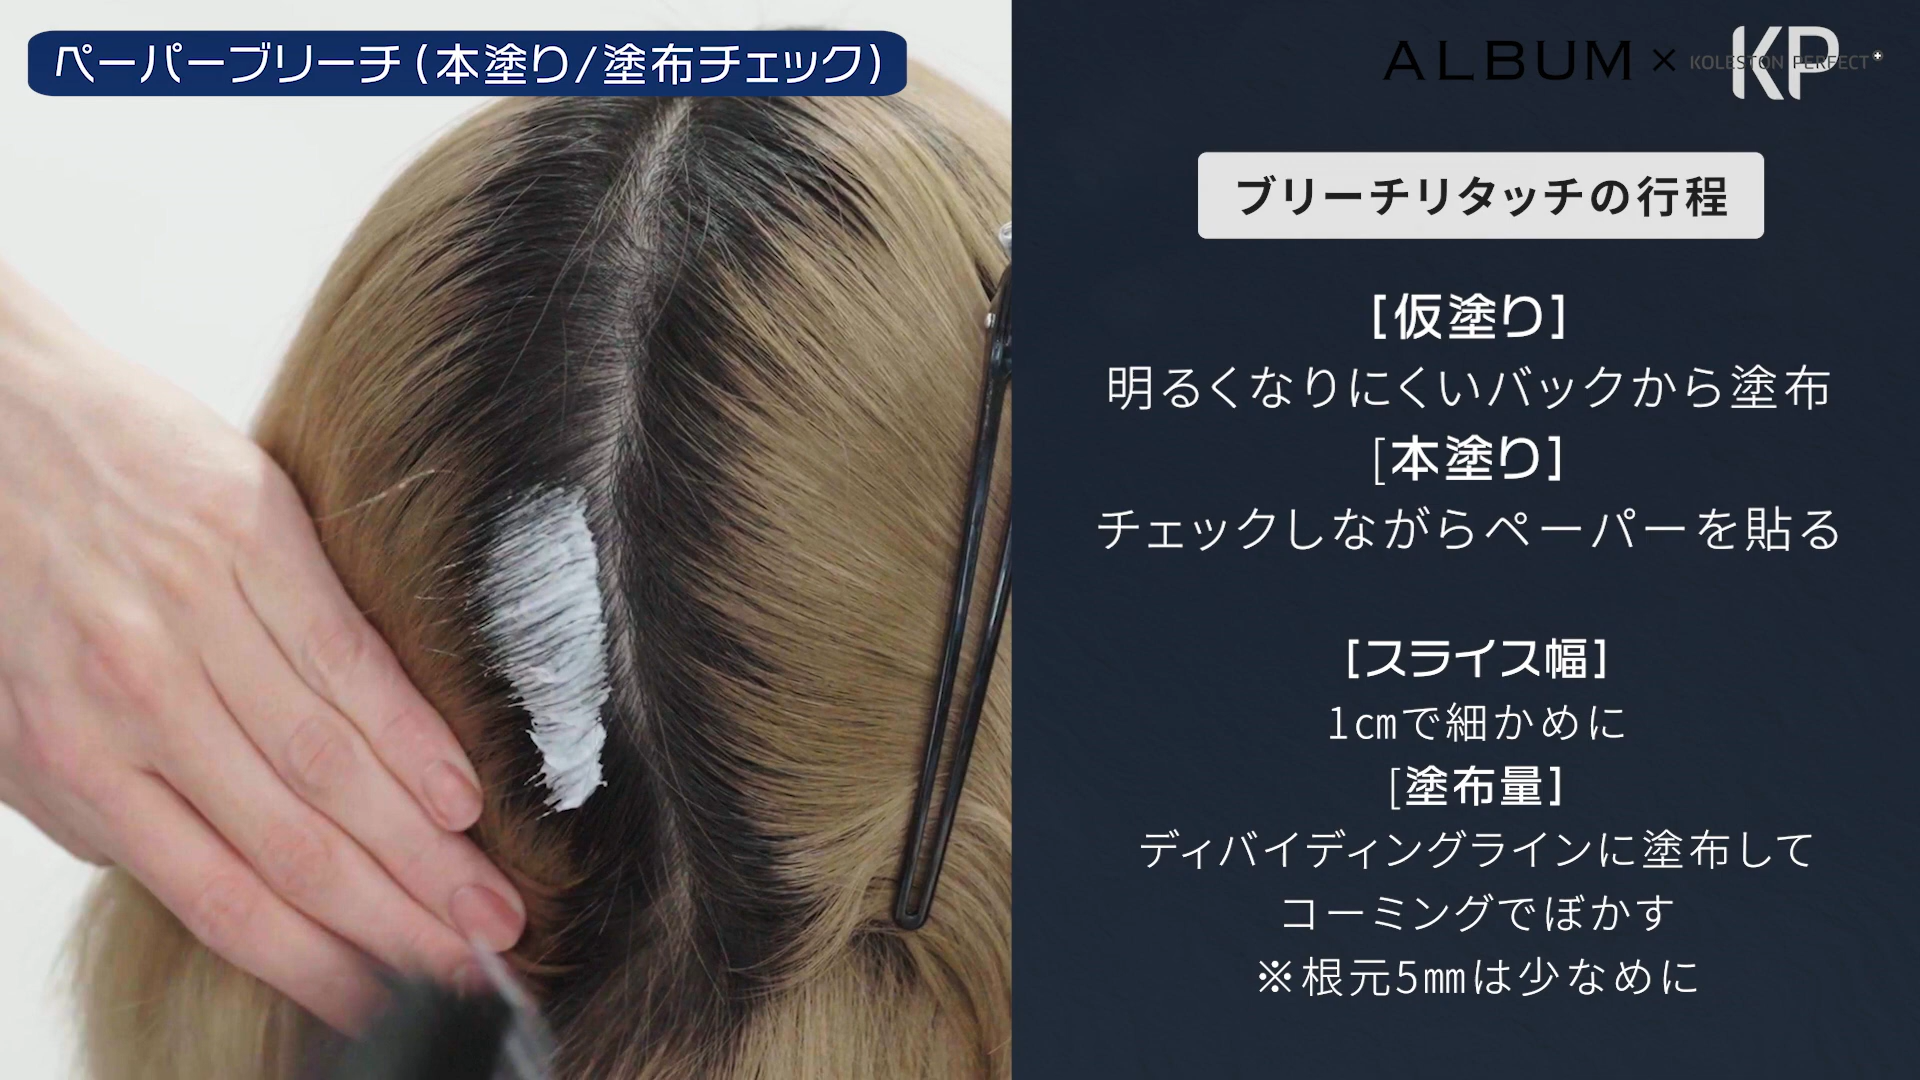 ペーパーブリーチ(本塗り/塗布チェック)
ALBUM × KOLESTON PERFECT+
KP
ブリーチリタッチの行程
[仮塗り]
明るくなりにくいバックから塗布
[本塗り]
チェックしながらペーパーを貼る
[スライス幅]
1㎝で細かめに
[塗布量]
ディバイディングラインに塗布して
コーミングでぼかす
※根元5㎜は少なめに